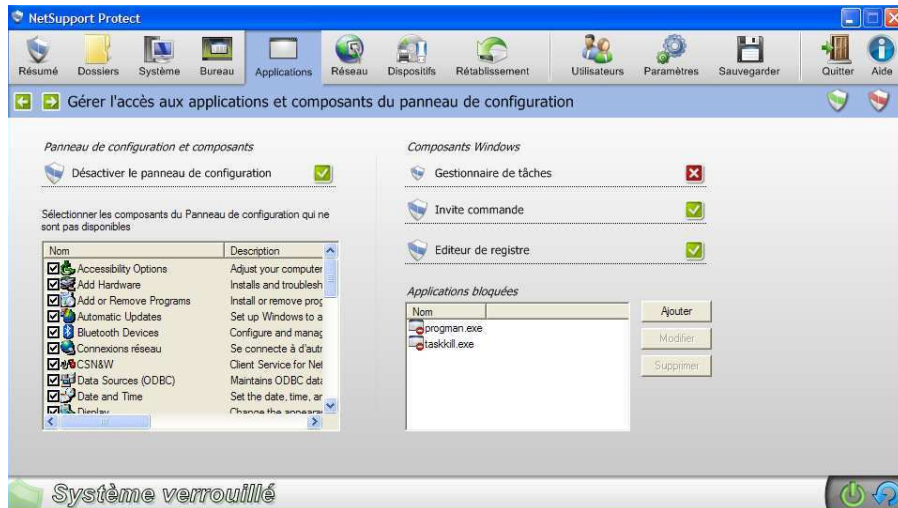 NetSupport Protect
Résumé Dossiers Système Bureau Applications Réseau Dispositifs Rétablissement Utilisateurs Paramètres Sauvegarder Quitter Aide
Gérer l'accès aux applications et composants du panneau de configuration
Panneau de configuration et composants
Désactiver le panneau de configuration
Sélectionner les composants du Panneau de configuration qui ne
sont pas disponibles
Nom Description
Accessibility Options Adjust your computer
Add Hardware Installs and troublesh
Add or Remove Programs Install or remove prog
Automatic Updates Set up Windows to a
Bluetooth Devices Configure and manag
Connexions réseau Se connecte à d'autr
CSN&W Client Service for Net
Data Sources (ODBC) Maintains ODBC data
Date and Time Set the date, time, ar
Display Change the appearan
Composants Windows
Gestionnaire de tâches
Invite commande
Editeur de registre
Applications bloquées
Nom
progman.exe
taskkill.exe
Ajouter
Modifier
Supprimer
Système verrouillé